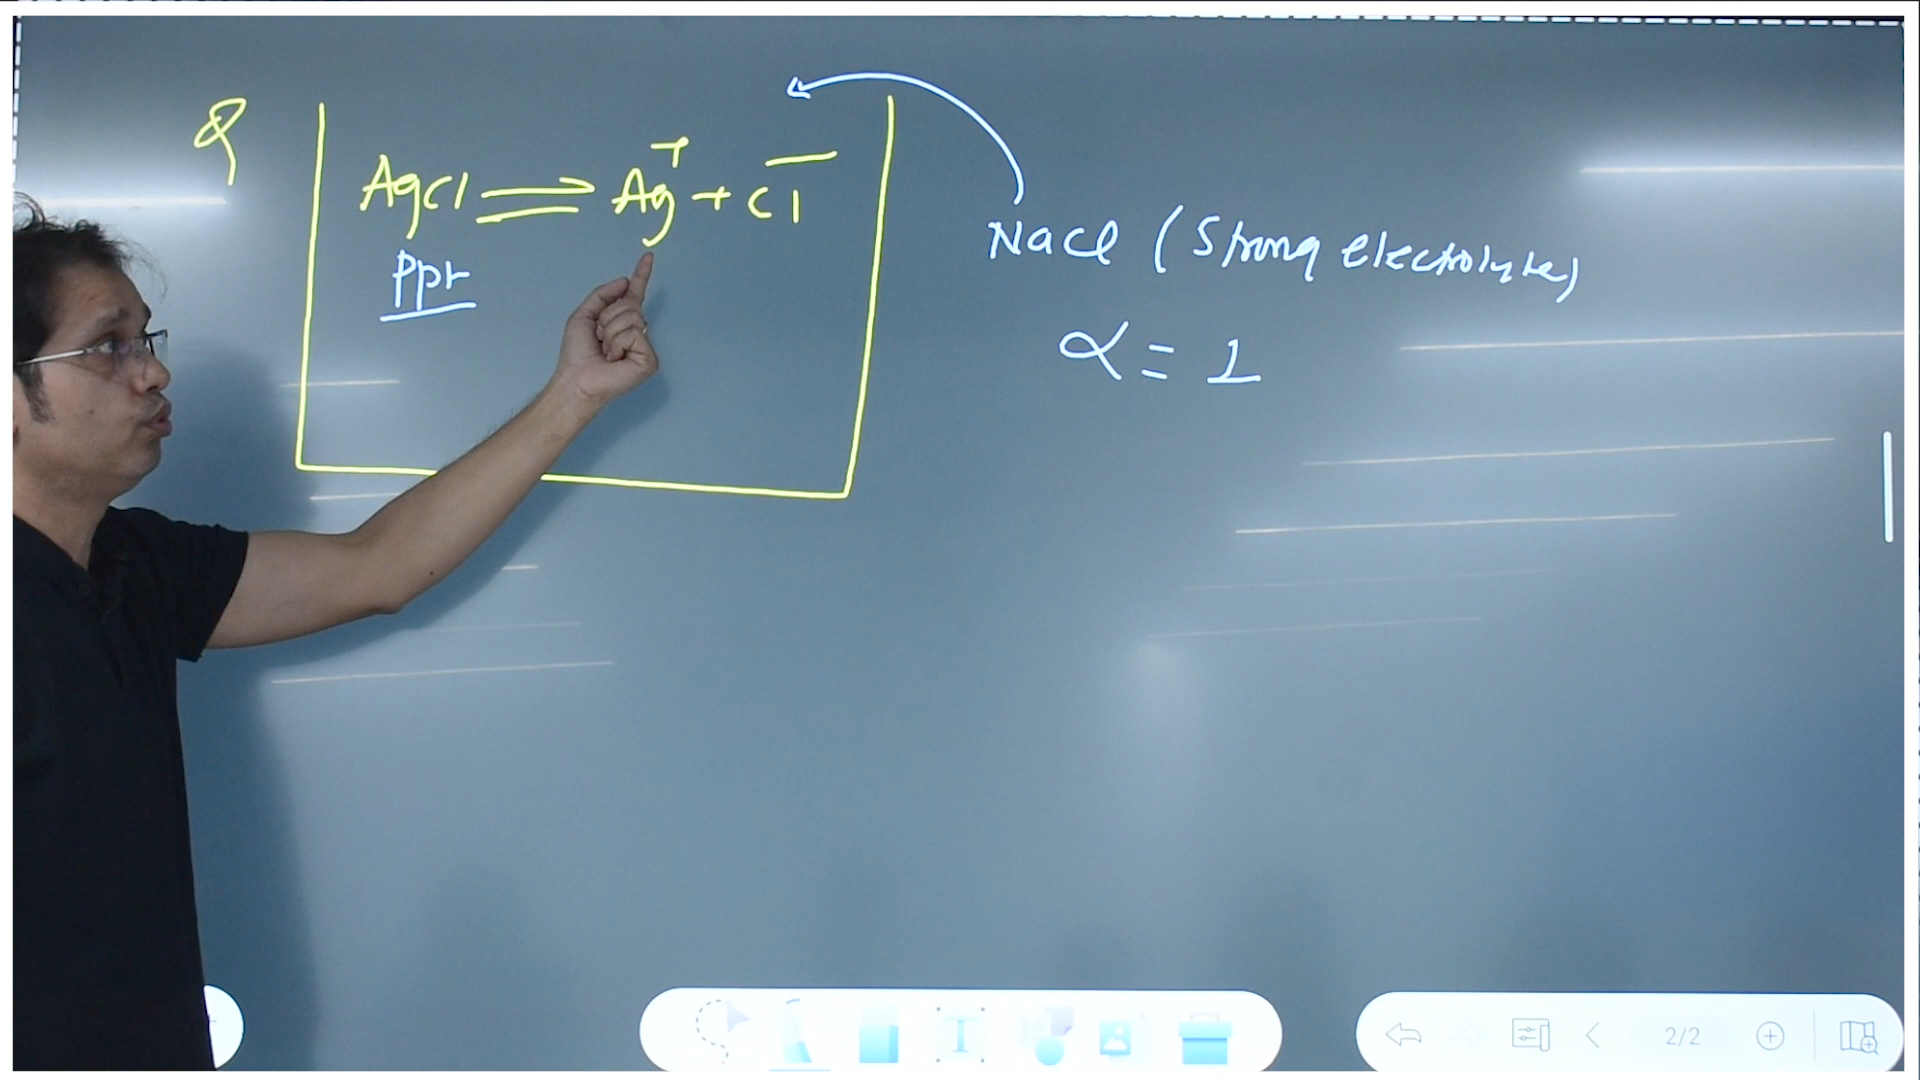 Q
AgCl ⇌ Ag⁺ + Cl⁻
ppt
NaCl (Strong electrolyte)
α = 1
T
2/2